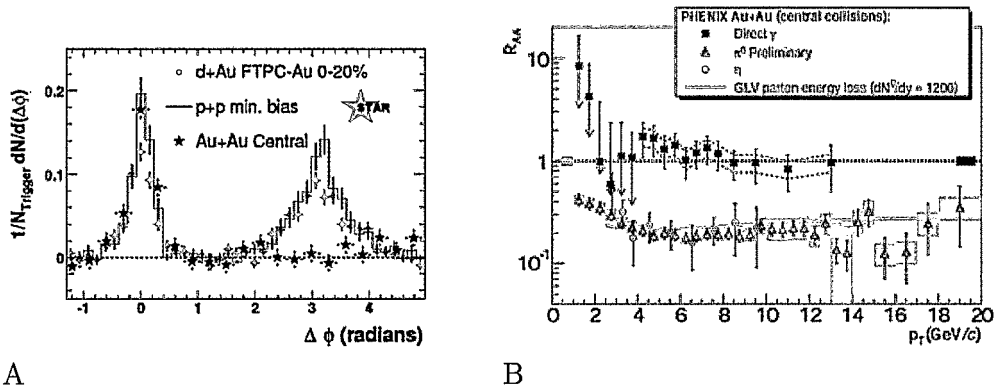 1/N_Trigger dN/d(Δφ)
0.2
0.1
0
d+Au FTPC-Au 0-20%
p+p min. bias
Au+Au Central
STAR
-1 0 1 2 3 4
Δ φ (radians)
A
R_AA
10
1
10^-1
PHENIX Au+Au (central collisions):
Direct γ
π^0 Preliminary
η
GLV parton energy loss (dN^g/dy = 1200)
0 2 4 6 8 10 12 14 16 18 20
p_T (GeV/c)
B